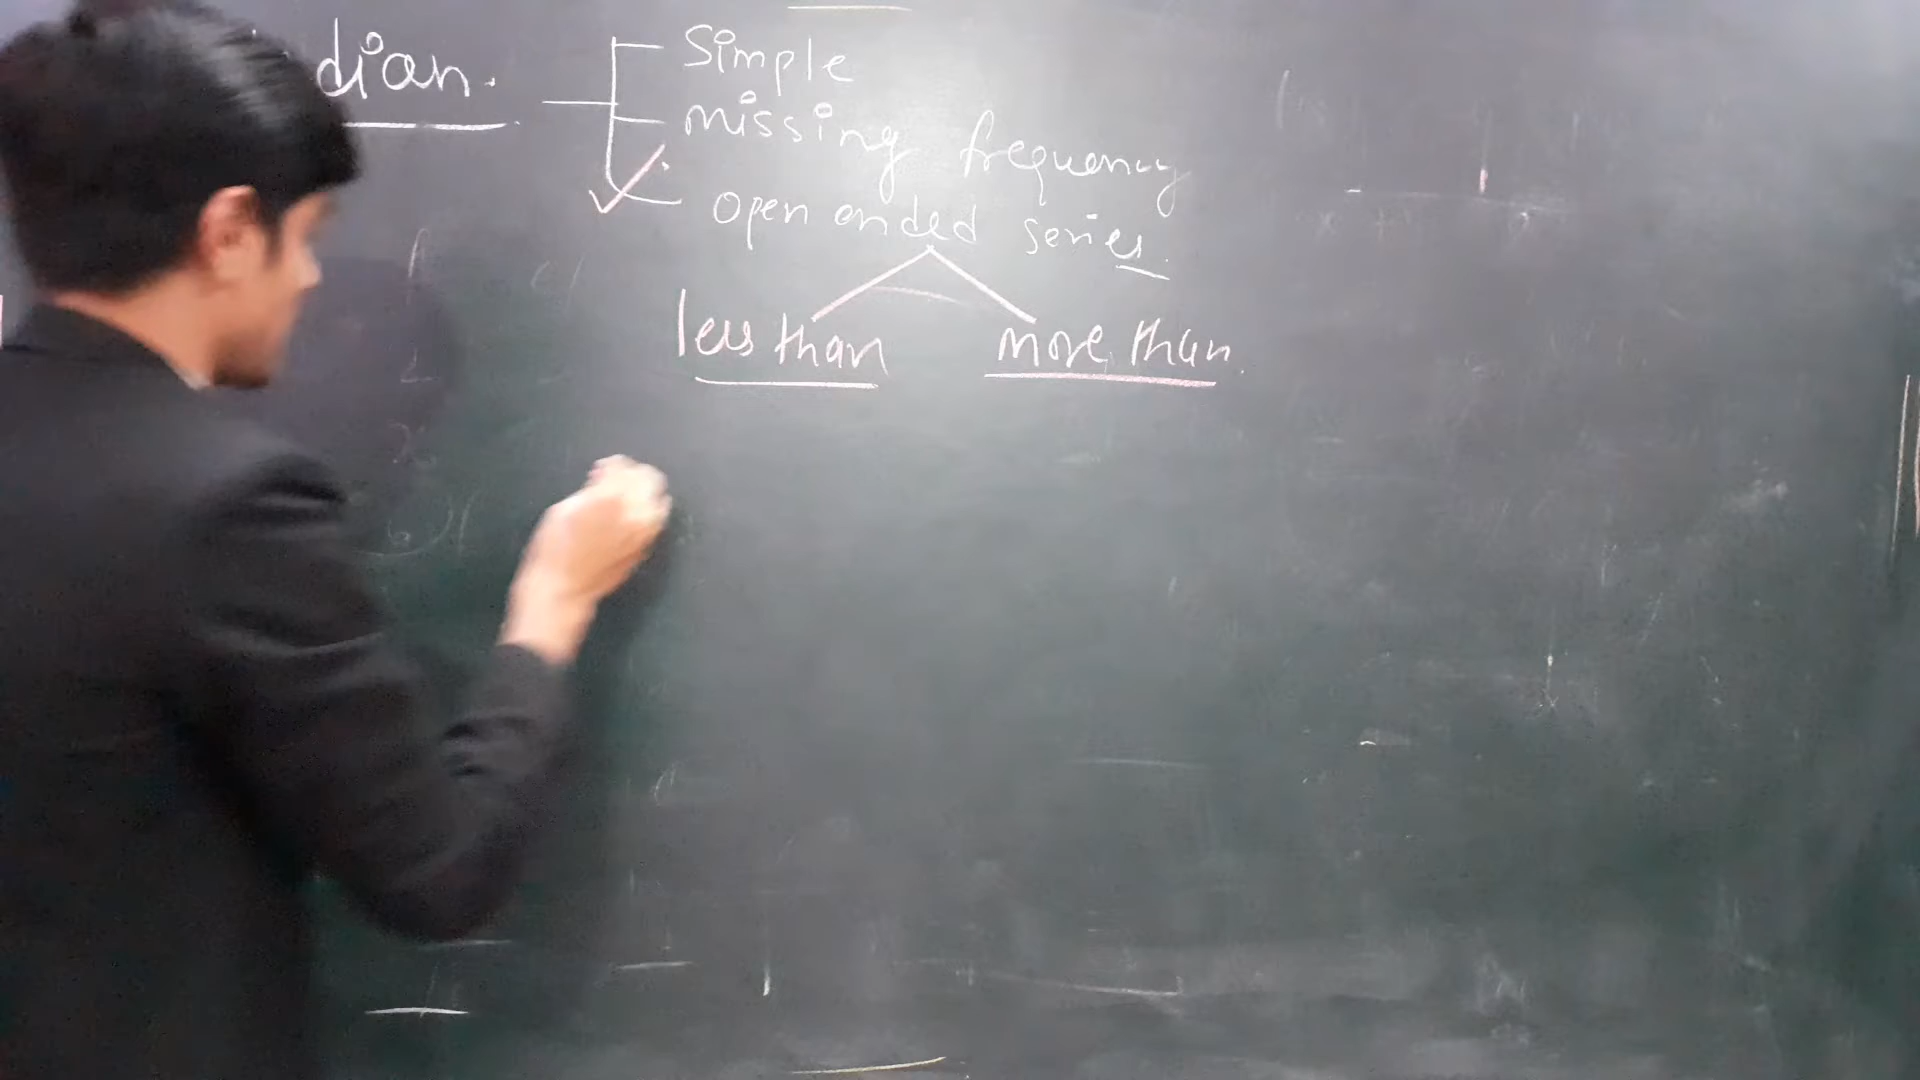 dian.
Simple
missing frequency
open ended series.
less than
more than